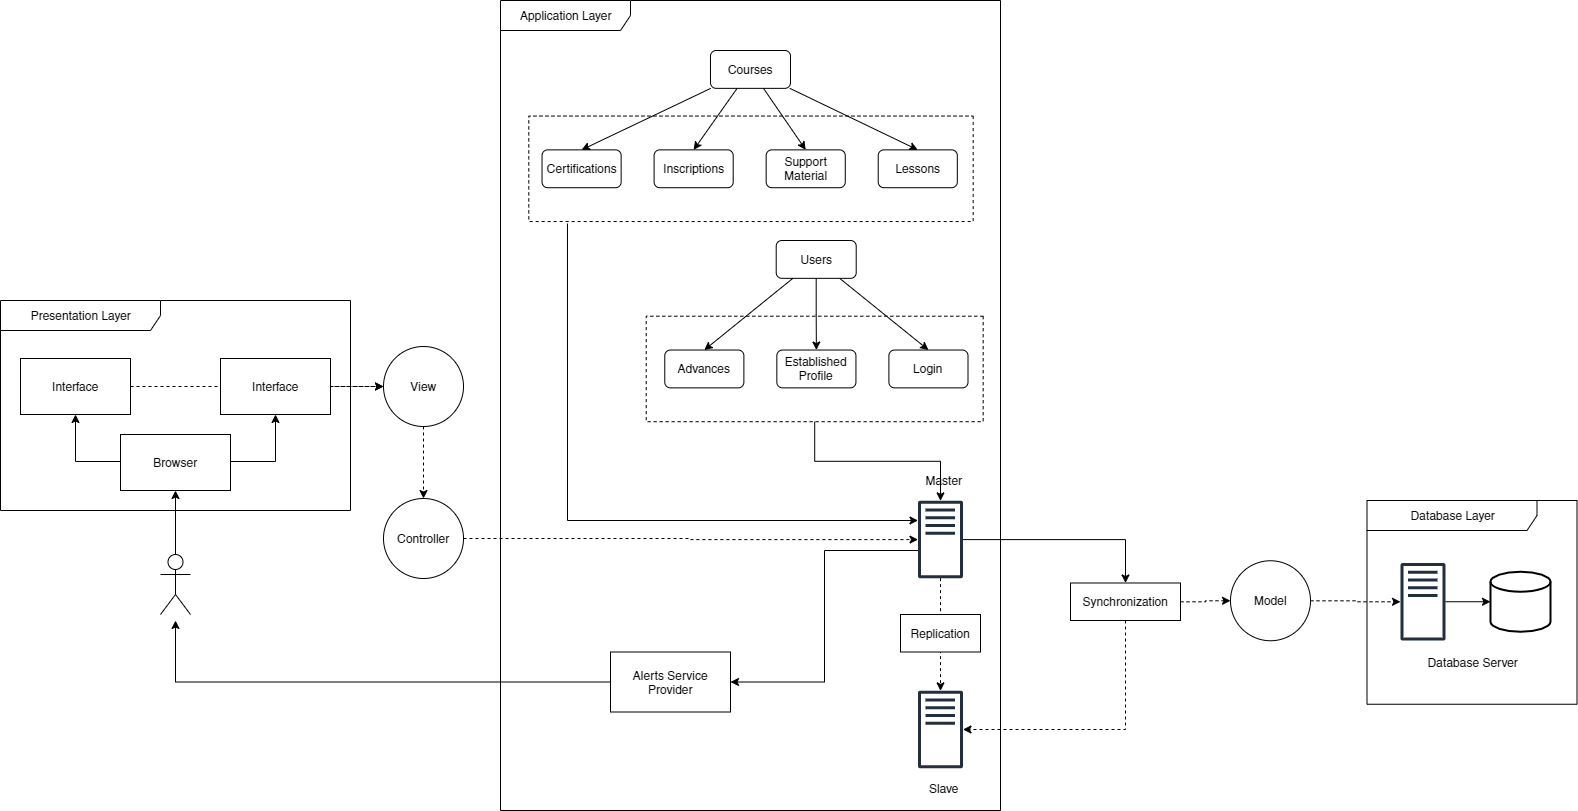 Application Layer
Courses
Certifications
Inscriptions
Support
Material
Lessons
Users
Advances
Established
Profile
Login
Presentation Layer
Interface
Interface
View
Browser
Controller
Master
Replication
Slave
Alerts Service
Provider
Synchronization
Model
Database Layer
Database Server